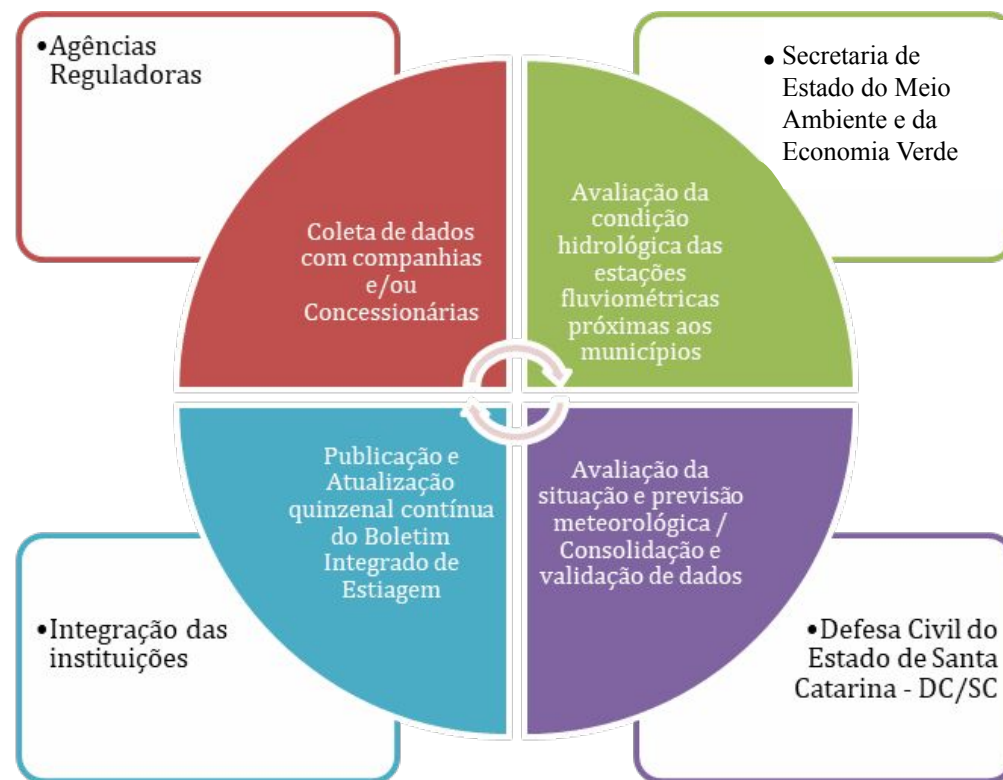 •Agências
Reguladoras
• Secretaria de
Estado do Meio
Ambiente e da
Economia Verde
Coleta de dados
com companhias
e/ou
Concessionárias
Avaliação da
condição
hidrológica das
estações
fluviométricas
próximas aos
municípios
Publicação e
Atualização
quinzenal contínua
do Boletim
Integrado de
Estiagem
Avaliação da
situação e previsão
meteorológica /
Consolidação e
validação de dados
•Integração das
instituições
•Defesa Civil do
Estado de Santa
Catarina - DC/SC